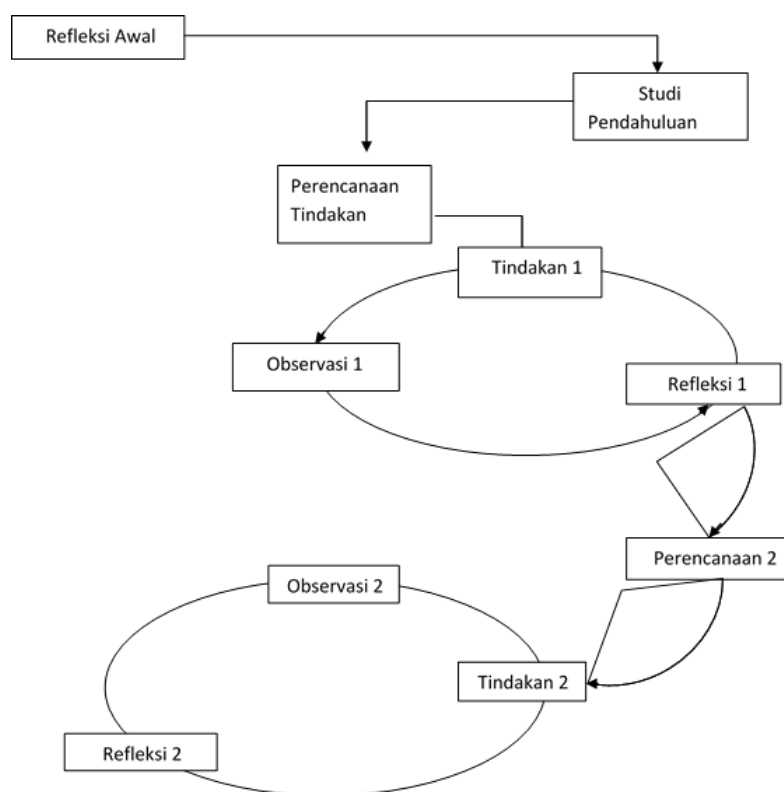 Refleksi Awal
Studi
Pendahuluan
Perencanaan
Tindakan
Tindakan 1
Observasi 1
Refleksi 1
Perencanaan 2
Observasi 2
Tindakan 2
Refleksi 2